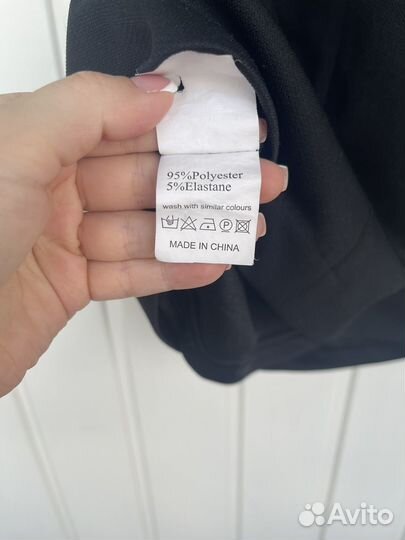 95%Polyester
5%Elastane
wash with similar colours
MADE IN CHINA
Avito